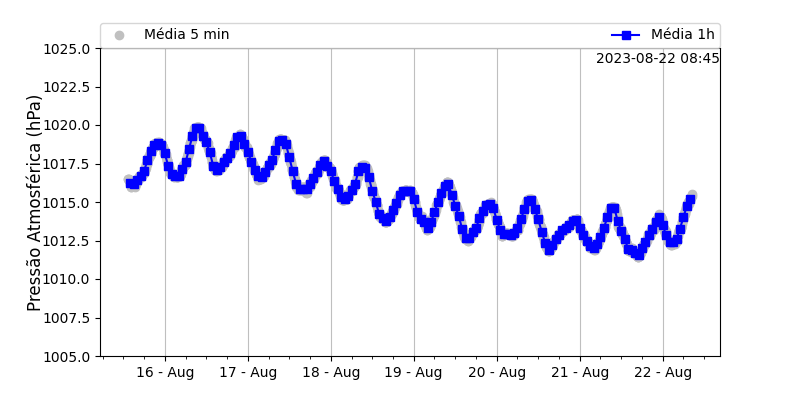 Média 5 min
Média 1h
2023-08-22 08:45
Pressão Atmosférica (hPa)
1025.0
1022.5
1020.0
1017.5
1015.0
1012.5
1010.0
1007.5
1005.0
16 - Aug
17 - Aug
18 - Aug
19 - Aug
20 - Aug
21 - Aug
22 - Aug